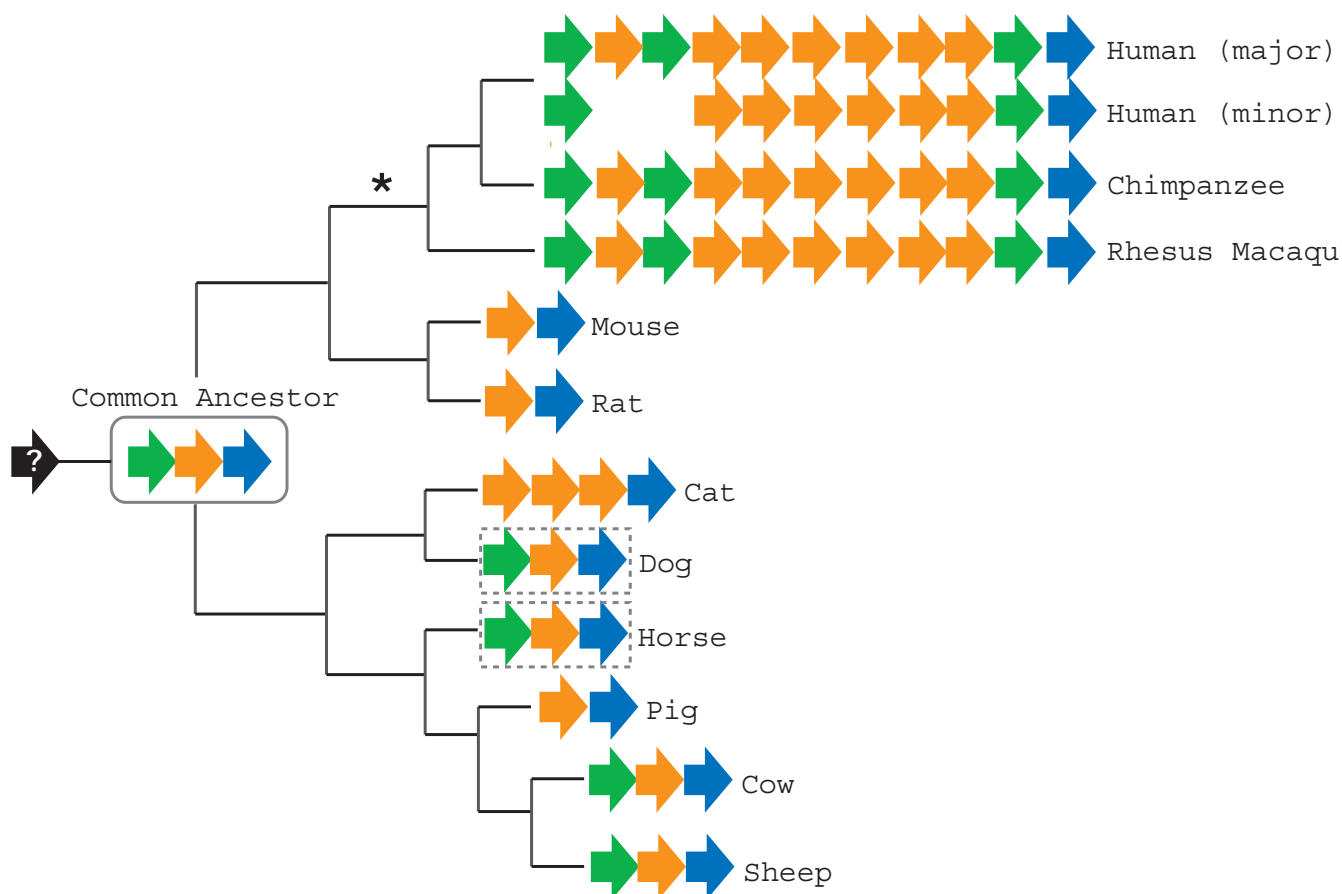 Human (major)
Human (minor)
*
Chimpanzee
Rhesus Macaqu
Mouse
Common Ancestor
Rat
?
Cat
Dog
Horse
Pig
Cow
Sheep